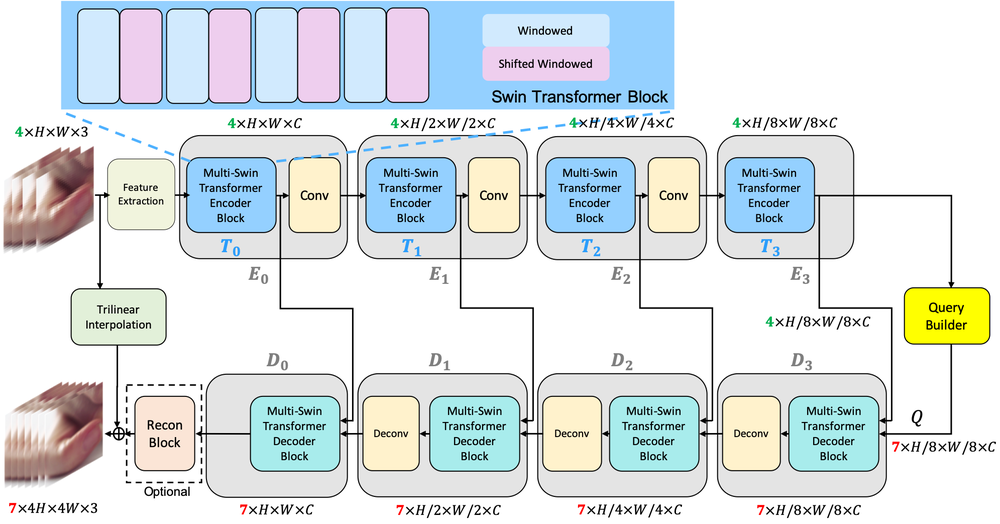 Windowed
Shifted Windowed
Swin Transformer Block
4×H×W×3
4×H×W×C
4×H/2×W/2×C
4×H/4×W/4×C
4×H/8×W/8×C
Feature
Extraction
Multi-Swin
Transformer
Encoder
Block
Conv
Multi-Swin
Transformer
Encoder
Block
Conv
Multi-Swin
Transformer
Encoder
Block
Conv
Multi-Swin
Transformer
Encoder
Block
T₀
T₁
T₂
T₃
E₀
E₁
E₂
E₃
Trilinear
Interpolation
4×H/8×W/8×C
Query
Builder
D₀
D₁
D₂
D₃
Recon
Block
Optional
Multi-Swin
Transformer
Decoder
Block
Deconv
Multi-Swin
Transformer
Decoder
Block
Deconv
Multi-Swin
Transformer
Decoder
Block
Deconv
Multi-Swin
Transformer
Decoder
Block
Q
7×H/8×W/8×C
7×4H×4W×3
7×H×W×C
7×H/2×W/2×C
7×H/4×W/4×C
7×H/8×W/8×C